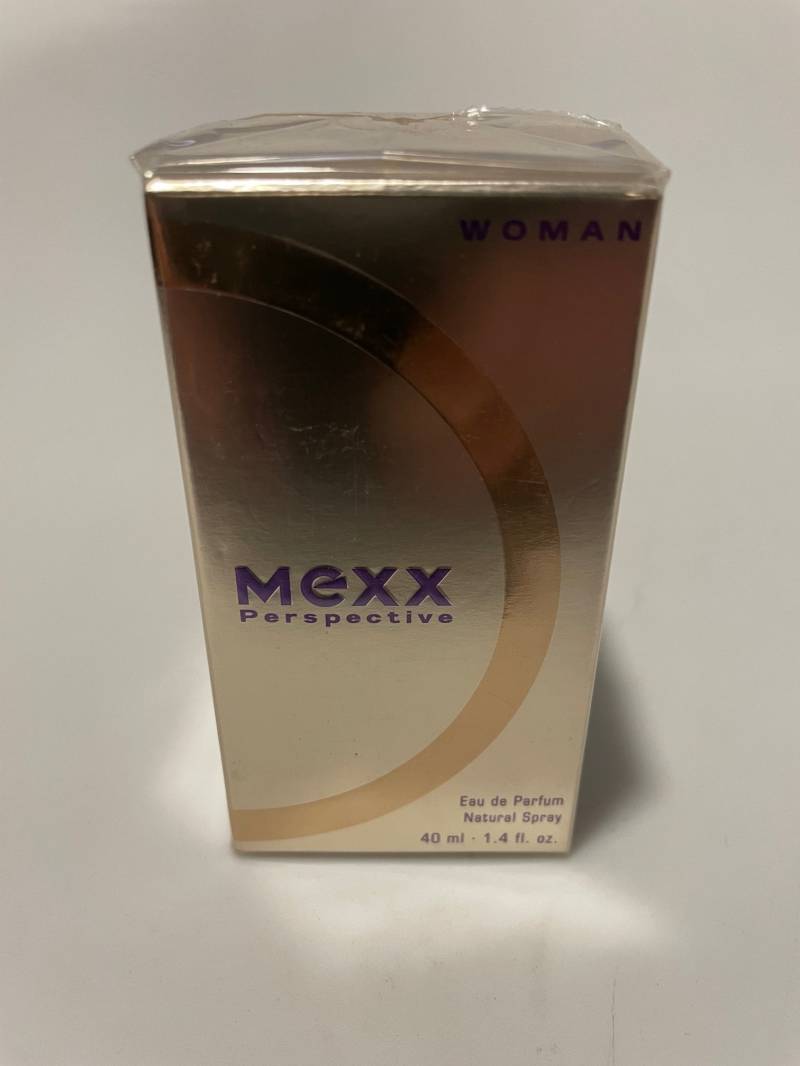 WOMAN
Mexx
Perspective
Eau de Parfum
Natural Spray
40 ml · 1.4 fl. oz.